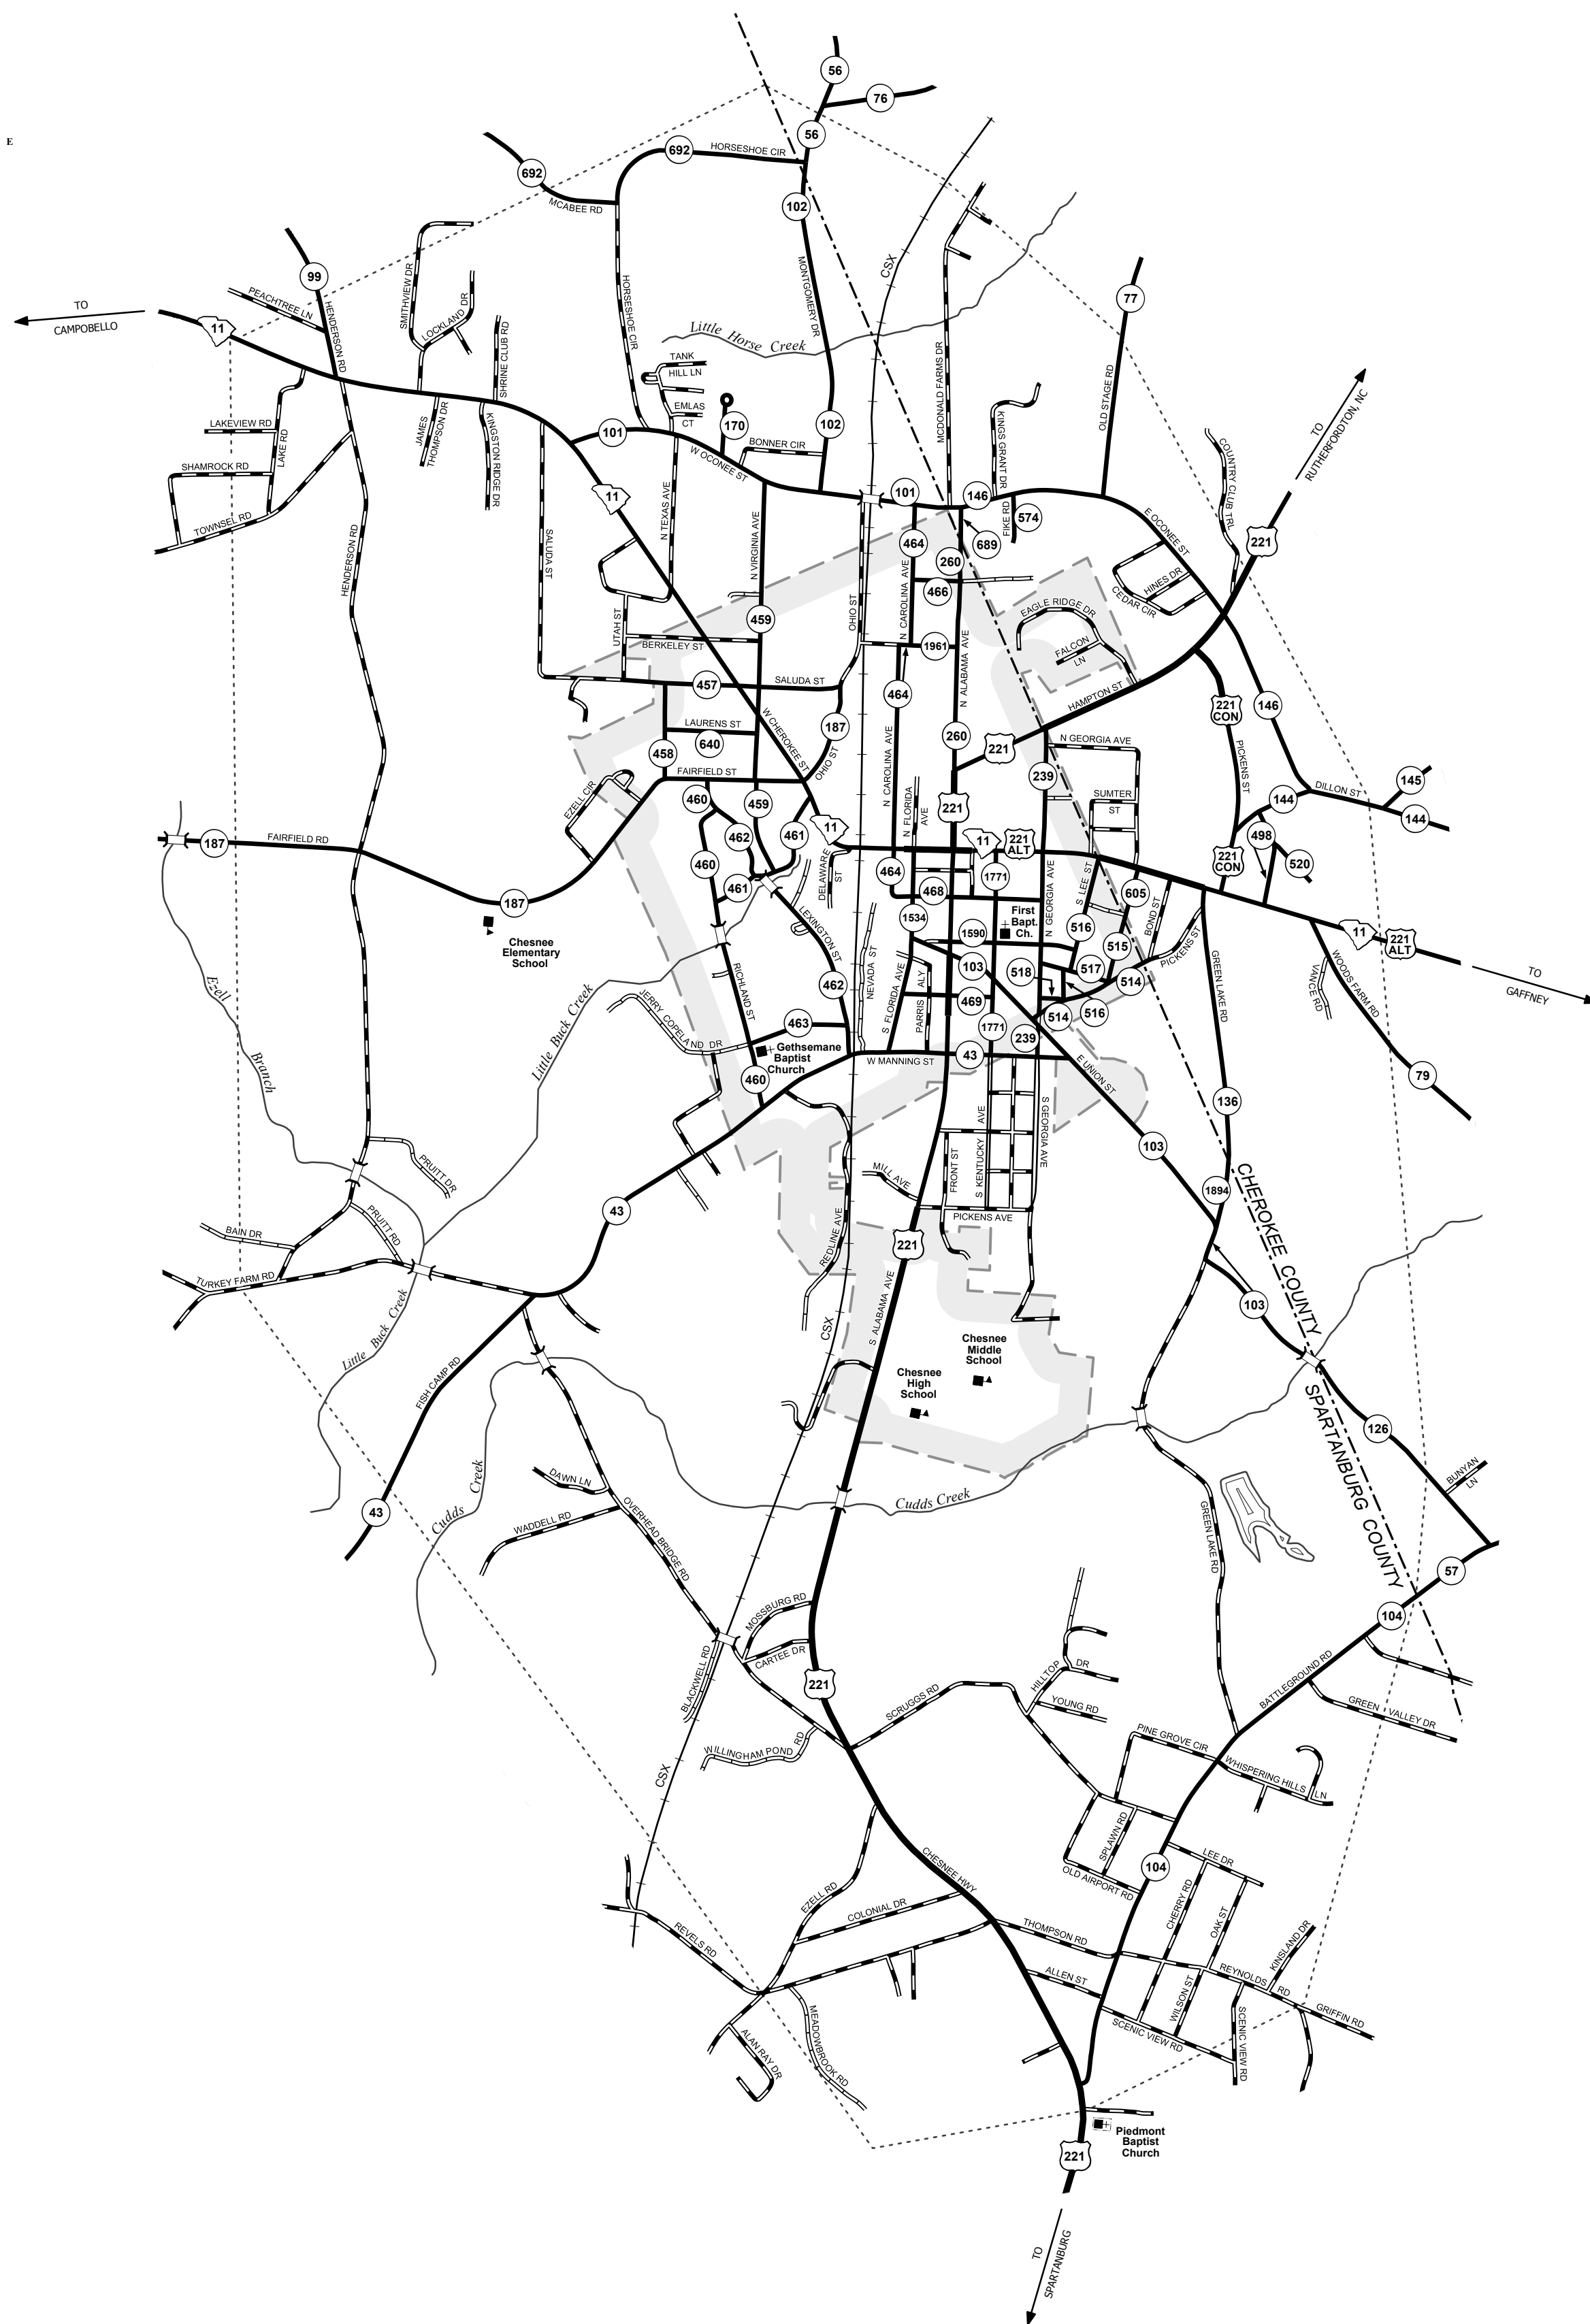 56
76
56
E
692
HORSESHOE CIR
692
MCABEE RD
102
CSX
99
PEACHTREE LN
HENDERSON RD
SMITHVIEW DR
LOCKLAND DR
HORSESHOE CIR
MONTGOMERY DR
77
TO
CAMPOBELLO
11
SHRINE CLUB RD
Little Horse Creek
TANK
HILL LN
MCDONALD FARMS DR
OLD STAGE RD
TO
RUTHERFORDTON, NC
LAKEVIEW RD
LAKE RD
JAMES
THOMPSON DR
KINGSTON RIDGE DR
EMLAS
CT
170
102
101
BONNER CIR
KINGS GRANT DR
COUNTRY CLUB TRL
SHAMROCK RD
W OCONEE ST
11
101
146
FIKE RD
574
TOWNSEL RD
N TEXAS AVE
N VIRGINIA AVE
E OCONEE ST
221
SALUDA ST
464
689
HENDERSON RD
260
466
HINES DR
CEDAR CIR
OHIO ST
N CAROLINA AVE
EAGLE RIDGE DR
UTAH ST
459
BERKELEY ST
1961
FALCON
LN
N ALABAMA AVE
457
SALUDA ST
464
HAMPTON ST
221
CON
146
LAURENS ST
640
458
W CHEROKEE ST
187
OHIO ST
260
221
N GEORGIA AVE
N CAROLINA AVE
PICKENS ST
FAIRFIELD ST
239
145
EZELL CIR
460
459
221
N FLORIDA
AVE
SUMTER
ST
DILLON ST
144
144
187
FAIRFIELD RD
462
461
11
11
221
ALT
498
460
DELAWARE
ST
464
1771
S LEE ST
221
CON
520
461
468
605
187
LEXINGTON ST
1534
First
Bapt.
Ch.
N GEORGIA AVE
516
BOND ST
Chesnee
Elementary
School
1590
515
PICKENS ST
11
221
ALT
NEVADA ST
103
518
517
514
GREEN LAKE RD
VANCE RD
WOODS FARM RD
TO
GAFFNEY
Ezell
Branch
RICHLAND ST
462
S FLORIDA AVE
PARRIS ALY
469
514
516
JERRY COPELAND DR
463
1771
239
Little Buck Creek
Gethsemane
Baptist
Church
W MANNING ST
43
E UNION ST
79
460
136
S GEORGIA AVE
S KENTUCKY AVE
103
FRONT ST
MILL AVE
PRUITT DR
1894
CHEROKEE COUNTY
PRUITT RD
43
PICKENS AVE
BAIN DR
REDLINE AVE
221
TURKEY FARM RD
S ALABAMA AVE
103
Little Buck Creek
CSX
Chesnee
Middle
School
FISH CAMP RD
Chesnee
High
School
SPARTANBURG COUNTY
126
Cudds Creek
DAWN LN
BUNYAN
LN
43
WADDELL RD
OVERHEAD BRIDGE RD
Cudds Creek
GREEN LAKE RD
57
104
MOSSBURG RD
CARTEE DR
BLACKWELL RD
221
HILLTOP DR
SCRUGGS RD
YOUNG RD
BATTLEGROUND RD
GREEN VALLEY DR
WILLINGHAM POND RD
PINE GROVE CIR
CSX
WHISPERING HILLS LN
SPLAWN RD
LEE DR
104
OLD AIRPORT RD
CHESNEE HWY
EZELL RD
COLONIAL DR
CHERRY RD
OAK ST
REVELS RD
THOMPSON RD
KINSLAND DR
ALLEN ST
REYNOLDS RD
WILSON ST
GRIFFIN RD
SCENIC VIEW RD
SCENIC VIEW RD
ALAN RAY DR
MEADOWBROOK RD
Piedmont
Baptist
Church
221
TO
SPARTANBURG